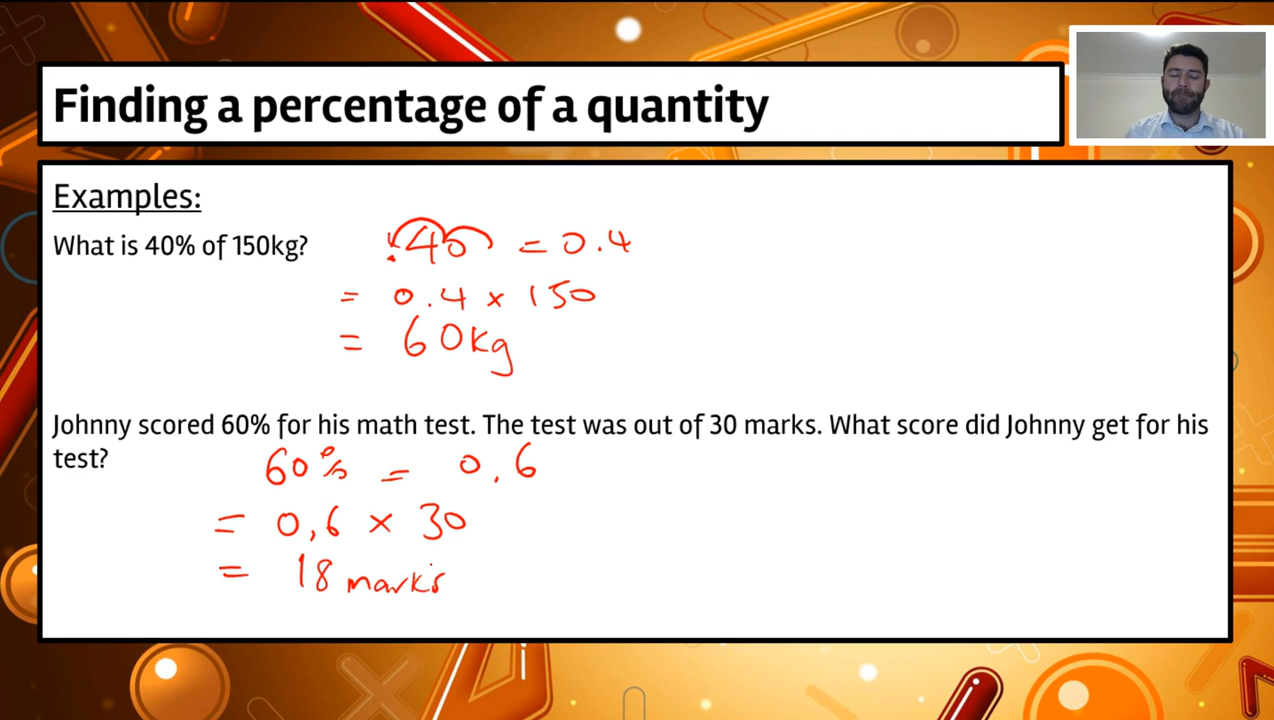 Finding a percentage of a quantity
Examples:
What is 40% of 150kg?
.40 = 0.4
= 0.4 × 150
= 60kg
Johnny scored 60% for his math test. The test was out of 30 marks. What score did Johnny get for his
test?
60% = 0,6
= 0,6 × 30
= 18 marks